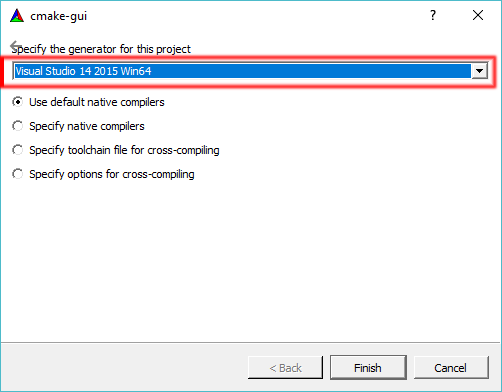 cmake-gui
?
Specify the generator for this project
Visual Studio 14 2015 Win64
Use default native compilers
Specify native compilers
Specify toolchain file for cross-compiling
Specify options for cross-compiling
< Back
Finish
Cancel